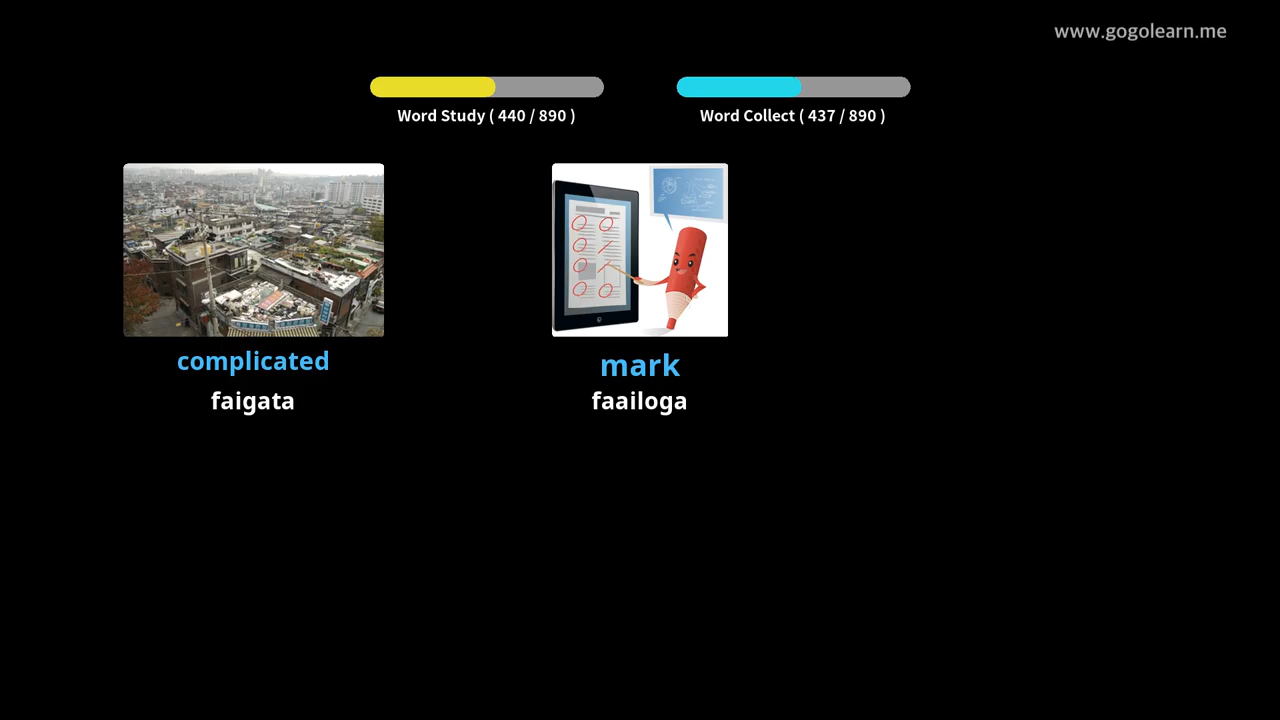 www.gogolearn.me
Word Study ( 440 / 890 )
Word Collect ( 437 / 890 )
complicated
faigata
mark
faailoga